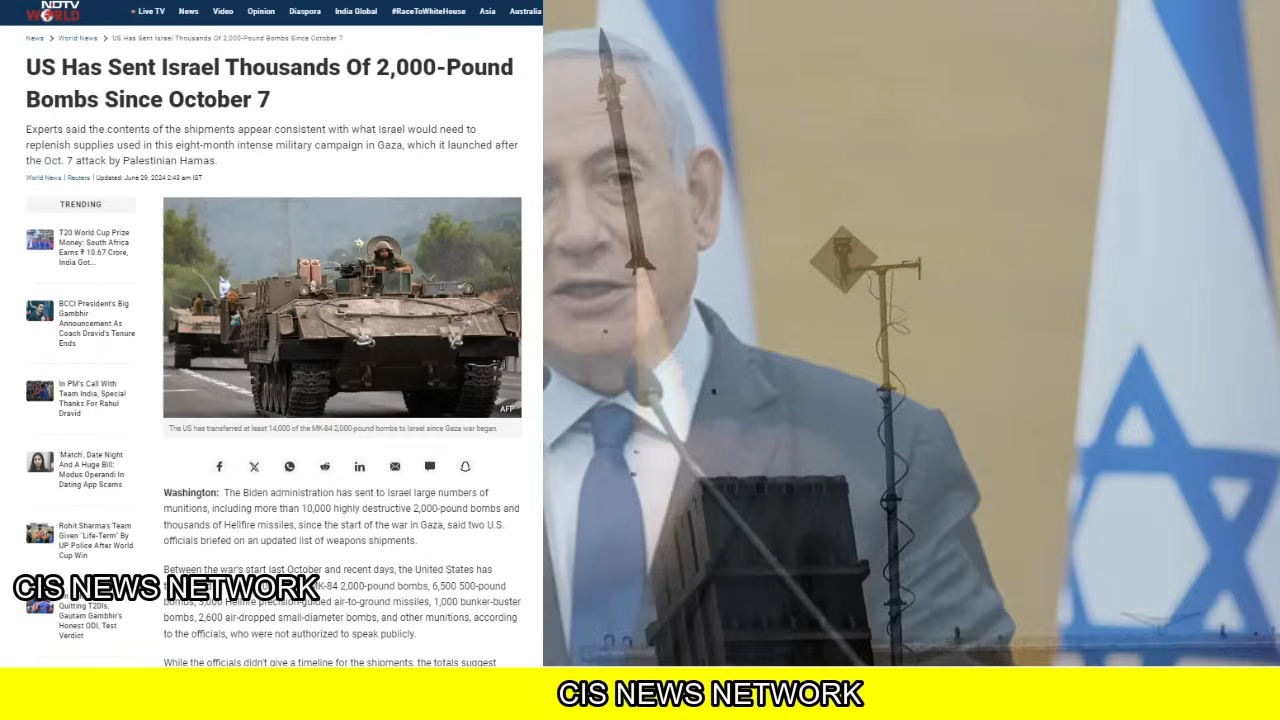 NDTV
WORLD
Live TV News Video Opinion Diaspora India Global #RaceToWhiteHouse Asia Australia
News > World News > US Has Sent Israel Thousands Of 2,000-Pound Bombs Since October 7
US Has Sent Israel Thousands Of 2,000-Pound
Bombs Since October 7
Experts said the contents of the shipments appear consistent with what Israel would need to
replenish supplies used in this eight-month intense military campaign in Gaza, which it launched after
the Oct. 7 attack by Palestinian Hamas.
World News | Reuters | Updated: June 29, 2024 2:43 am IST
TRENDING
T20 World Cup Prize
Money: South Africa
Earns ₹ 10.67 Crore,
India Got...
BCCI President's Big
Gambhir
Announcement As
Coach Dravid's Tenure
Ends
In PM's Call With
Team India, Special
Thanks For Rahul
Dravid
'Match', Date Night
And A Huge Bill:
Modus Operandi In
Dating App Scams
Rohit Sharma's Team
Given "Life-Term" By
UP Police After World
Cup Win
Quitting T20Is,
Gautam Gambhir's
Honest ODI, Test
Verdict
AFP
The US has transferred at least 14,000 of the MK-84 2,000-pound bombs to Israel since Gaza war began.
Washington: The Biden administration has sent to Israel large numbers of
munitions, including more than 10,000 highly destructive 2,000-pound bombs and
thousands of Hellfire missiles, since the start of the war in Gaza, said two U.S.
officials briefed on an updated list of weapons shipments.
Between the war's start last October and recent days, the United States has
MK-84 2,000-pound bombs, 6,500 500-pound
bombs, 3,000 Hellfire precision-guided air-to-ground missiles, 1,000 bunker-buster
bombs, 2,600 air-dropped small-diameter bombs, and other munitions, according
to the officials, who were not authorized to speak publicly.
While the officials didn't give a timeline for the shipments, the totals suggest
CIS NEWS NETWORK
CIS NEWS NETWORK